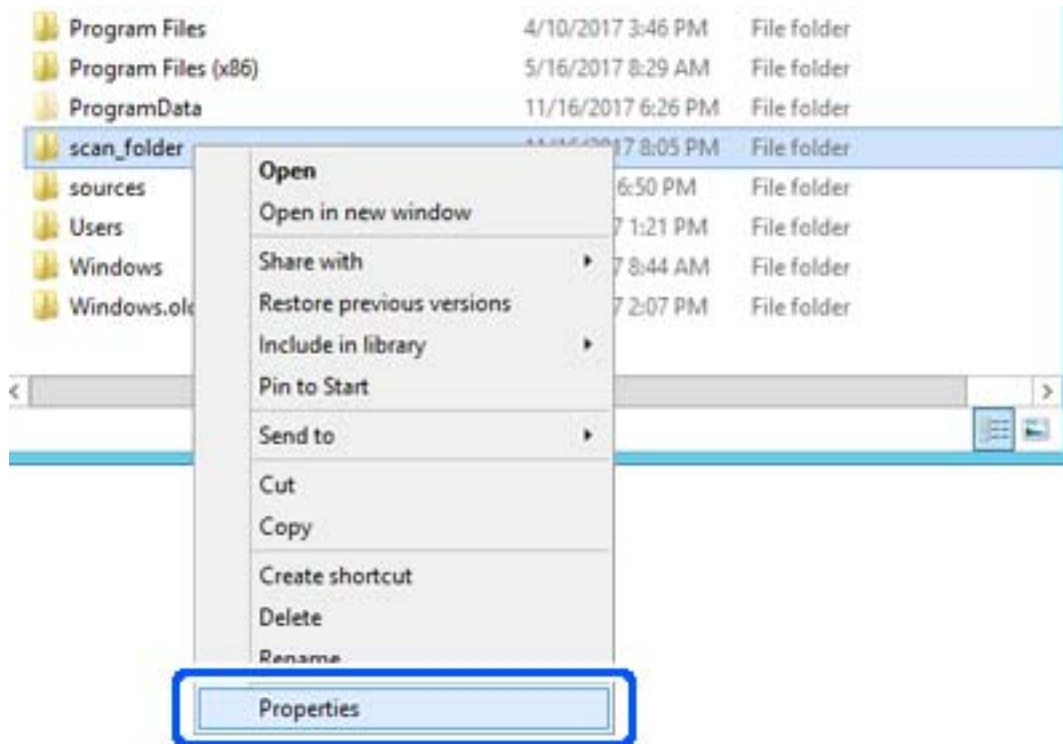 Program Files 4/10/2017 3:46 PM File folder
Program Files (x86) 5/16/2017 8:29 AM File folder
ProgramData 11/16/2017 6:26 PM File folder
scan_folder 8:05 PM File folder
sources 6:50 PM File folder
Users 1:21 PM File folder
Windows 8:44 AM File folder
Windows.old 2:07 PM File folder
Open
Open in new window
Share with
Restore previous versions
Include in library
Pin to Start
Send to
Cut
Copy
Create shortcut
Delete
Rename
Properties